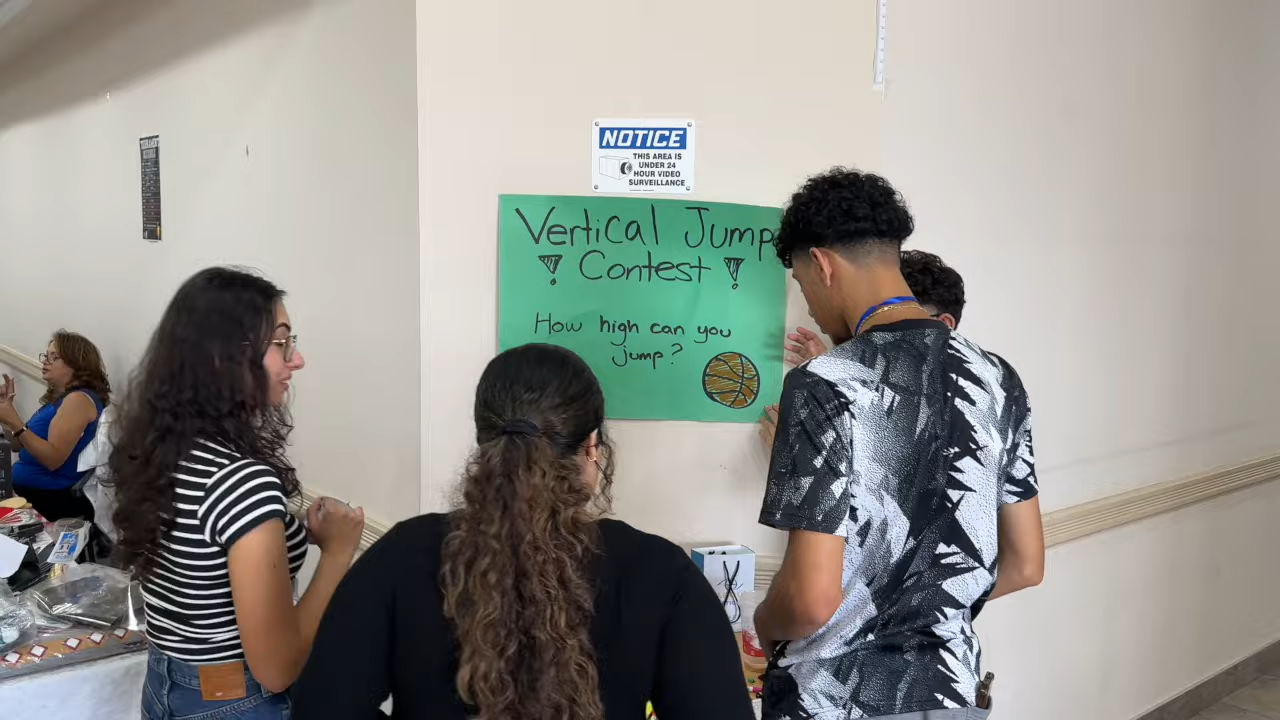 NOTICE
THIS AREA IS
UNDER 24
HOUR VIDEO
SURVEILLANCE
Vertical Jump
! Contest !
How high can you
jump?